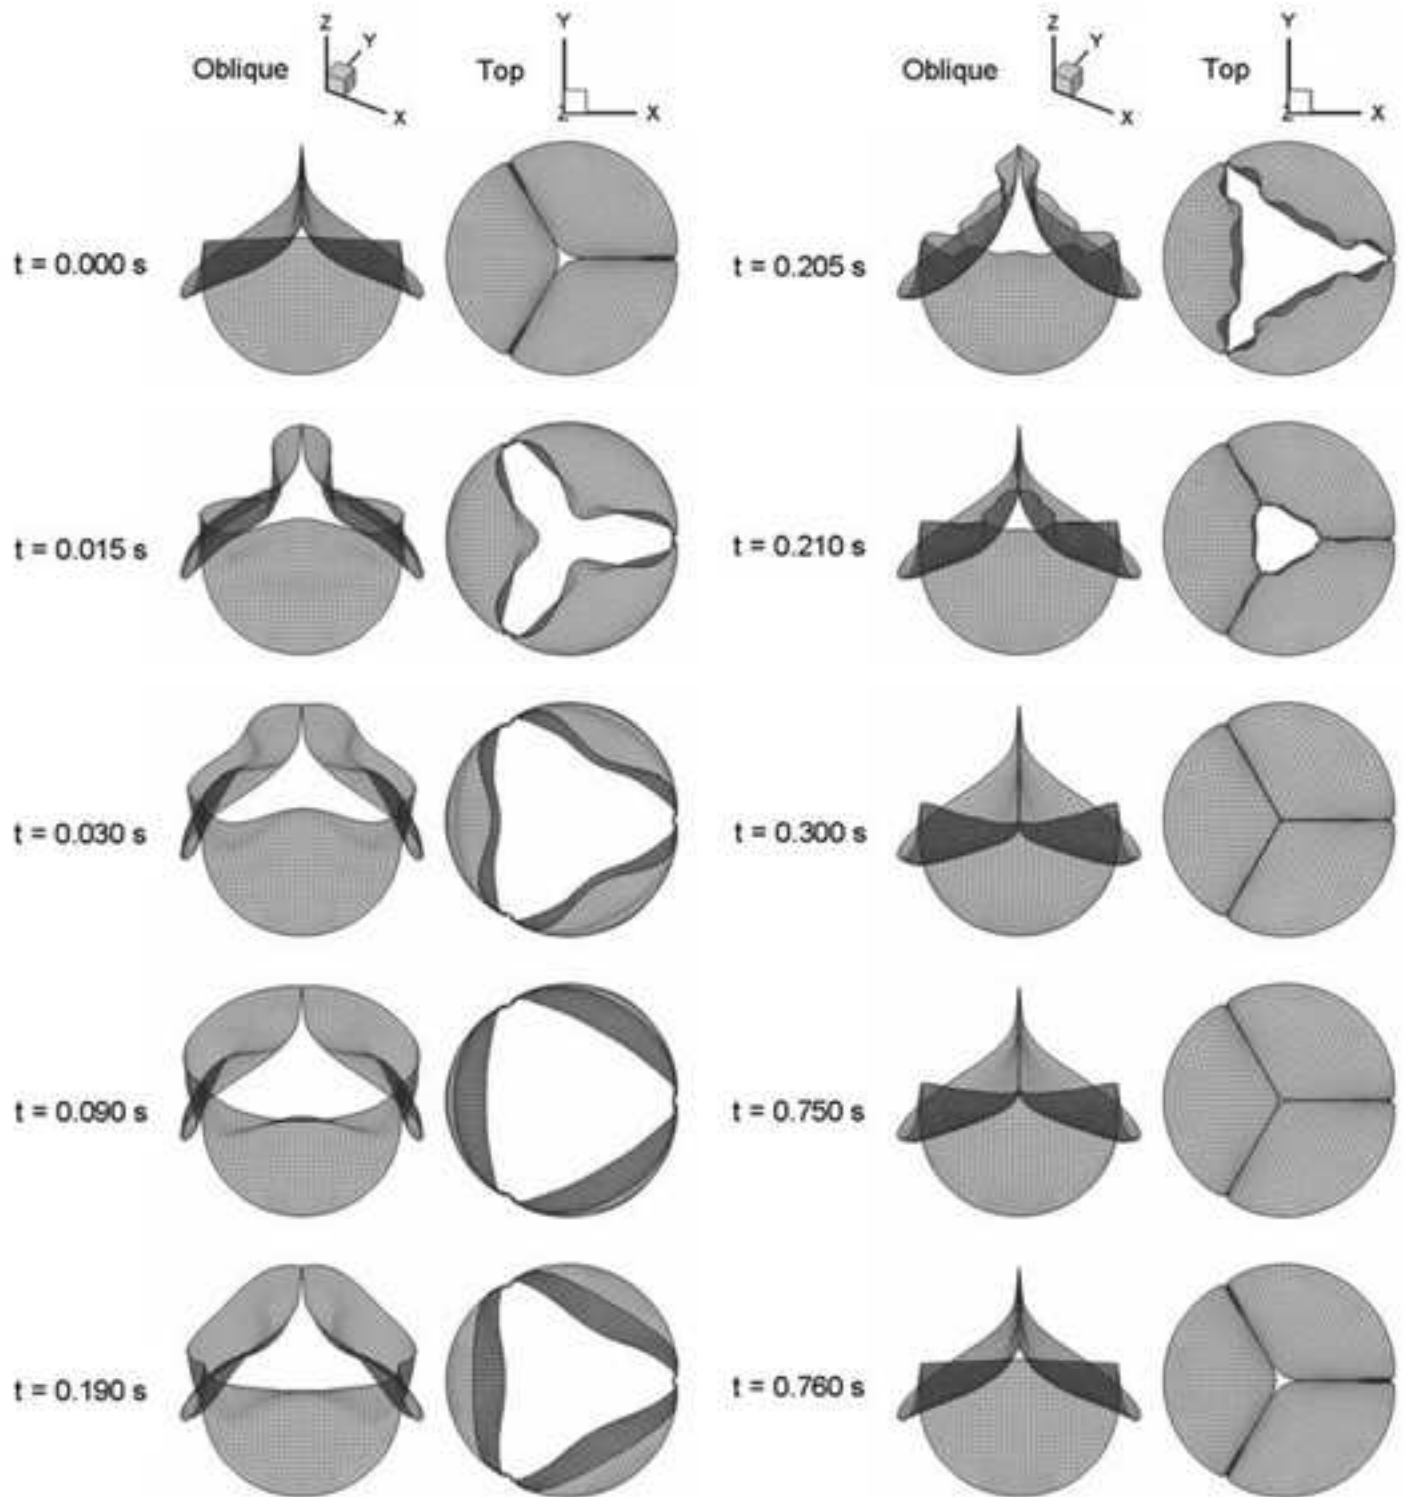 Z Y X Oblique
Y Z X Top
Z Y X Oblique
Y Z X Top
t = 0.000 s
t = 0.205 s
t = 0.015 s
t = 0.210 s
t = 0.030 s
t = 0.300 s
t = 0.090 s
t = 0.750 s
t = 0.190 s
t = 0.760 s